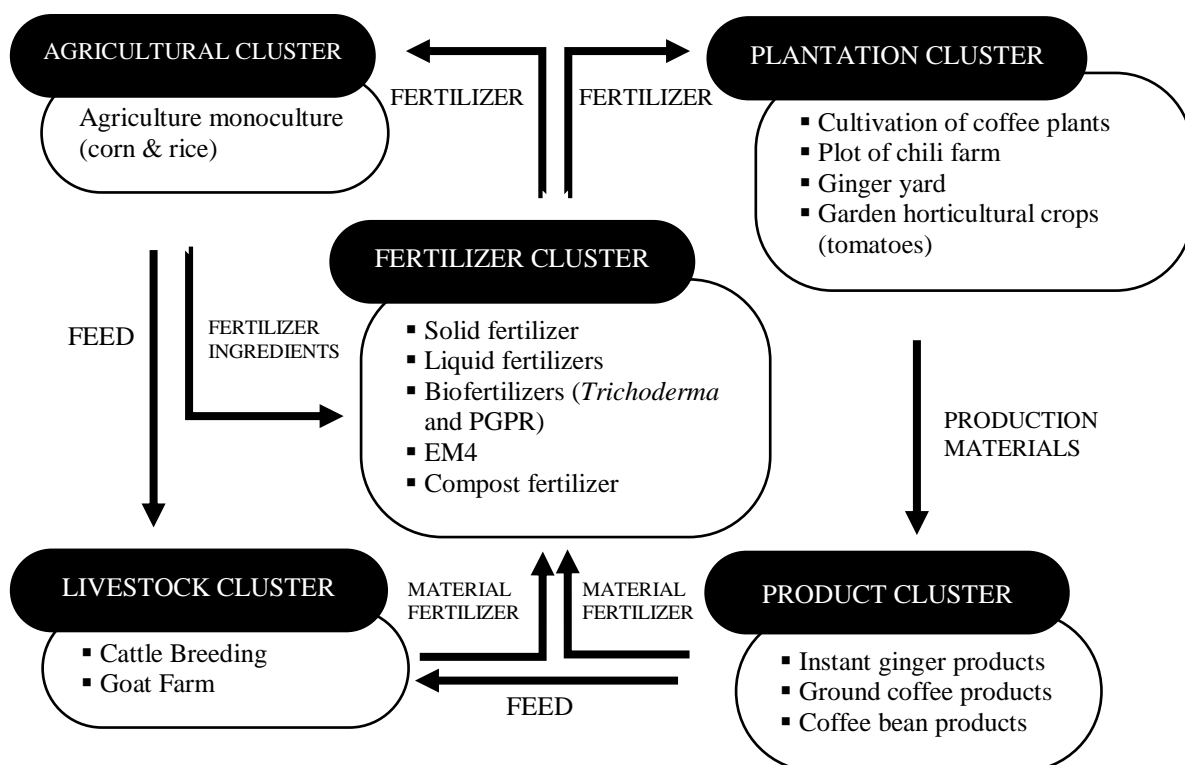 AGRICULTURAL CLUSTER
Agriculture monoculture
(corn & rice)
FERTILIZER
FERTILIZER
PLANTATION CLUSTER
▪ Cultivation of coffee plants
▪ Plot of chili farm
▪ Ginger yard
▪ Garden horticultural crops
(tomatoes)
FEED
FERTILIZER
INGREDIENTS
FERTILIZER CLUSTER
▪ Solid fertilizer
▪ Liquid fertilizers
▪ Biofertilizers (Trichoderma
and PGPR)
▪ EM4
▪ Compost fertilizer
PRODUCTION
MATERIALS
LIVESTOCK CLUSTER
▪ Cattle Breeding
▪ Goat Farm
MATERIAL
FERTILIZER
MATERIAL
FERTILIZER
FEED
PRODUCT CLUSTER
▪ Instant ginger products
▪ Ground coffee products
▪ Coffee bean products